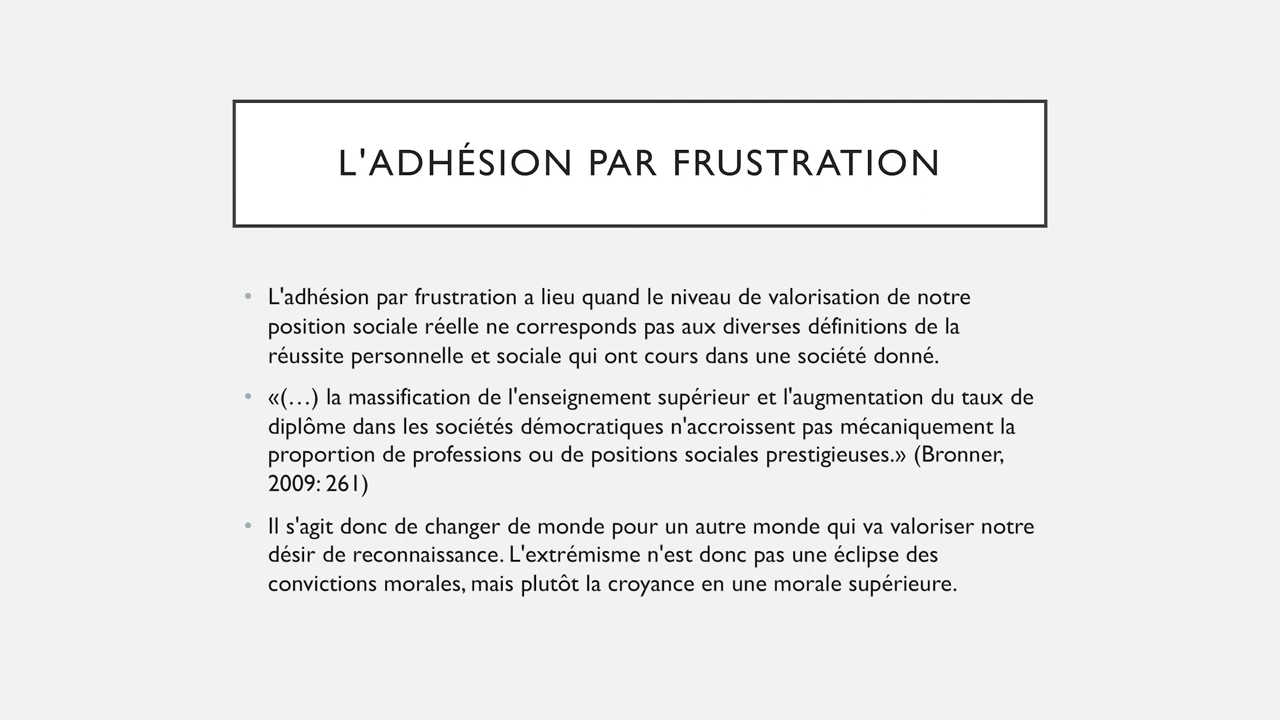 L'ADHÉSION PAR FRUSTRATION
• L'adhésion par frustration a lieu quand le niveau de valorisation de notre
position sociale réelle ne corresponds pas aux diverses définitions de la
réussite personnelle et sociale qui ont cours dans une société donné.
• «(…) la massification de l'enseignement supérieur et l'augmentation du taux de
diplôme dans les sociétés démocratiques n'accroissent pas mécaniquement la
proportion de professions ou de positions sociales prestigieuses.» (Bronner,
2009: 261)
• Il s'agit donc de changer de monde pour un autre monde qui va valoriser notre
désir de reconnaissance. L'extrémisme n'est donc pas une éclipse des
convictions morales, mais plutôt la croyance en une morale supérieure.